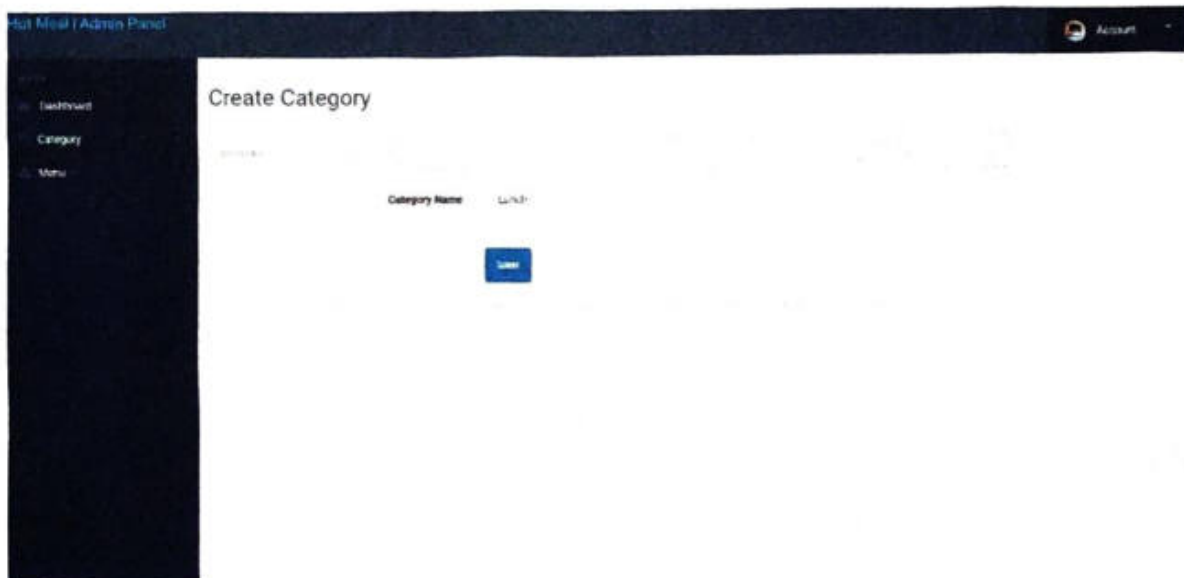 Hot Meal | Admin Panel
Account
Dashboard
Category
Menu
Create Category
Category Name Lunch